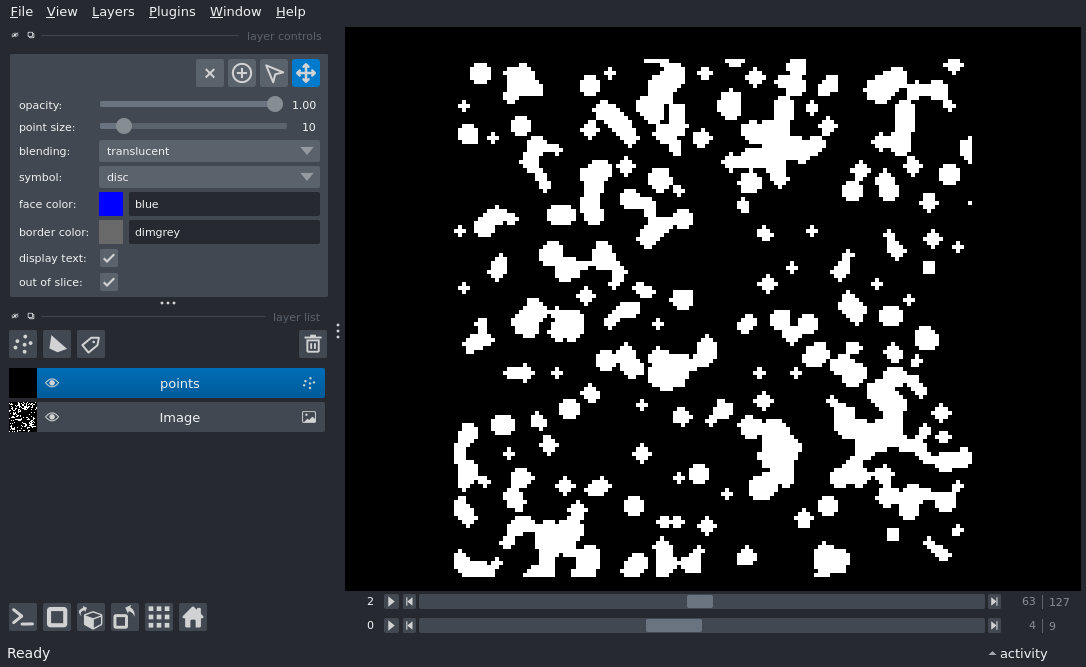 File View Layers Plugins Window Help
layer controls
opacity: 1.00
point size: 10
blending: translucent
symbol: disc
face color: blue
border color: dimgrey
display text:
out of slice:
layer list
points
Image
2 63 127
0 4 9
Ready activity